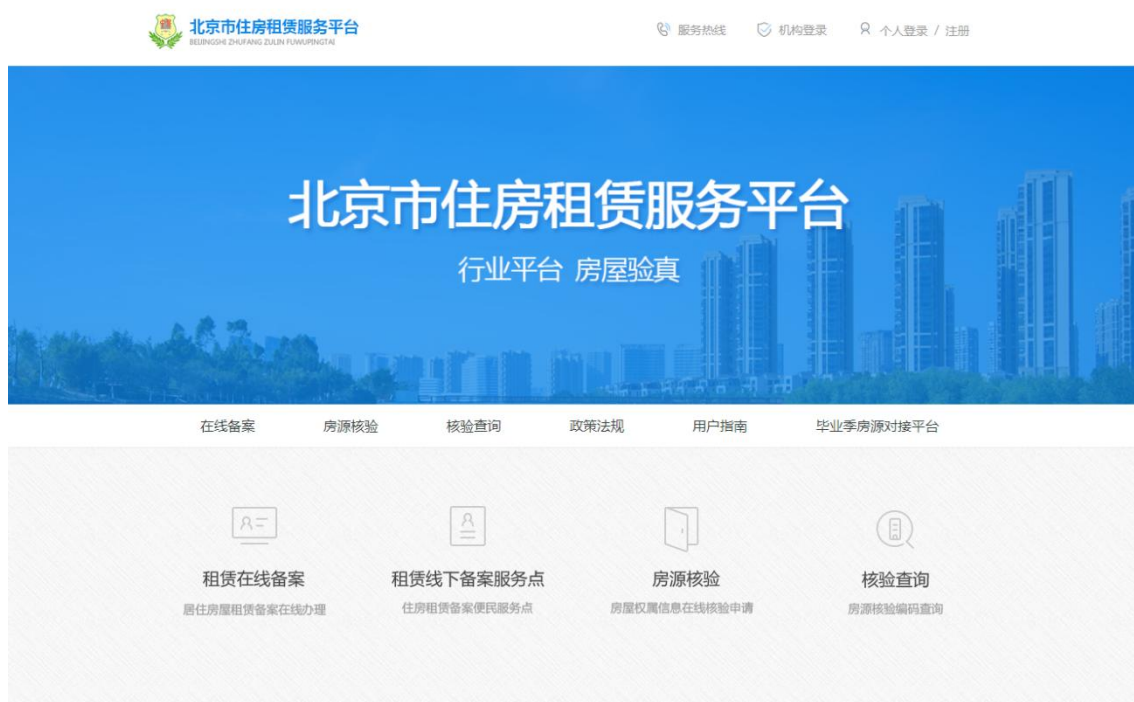 北京市住房租赁服务平台
BEIJINGSHI ZHUFANG ZULIN FUWUPINGTAI
服务热线 机构登录 个人登录 / 注册
北京市住房租赁服务平台
行业平台 房屋验真
在线备案 房源核验 核验查询 政策法规 用户指南 毕业季房源对接平台
租赁在线备案 租赁线下备案服务点 房源核验 核验查询
居住房屋租赁备案在线办理 住房租赁备案便民服务点 房屋权属信息在线核验申请 房源核验编码查询